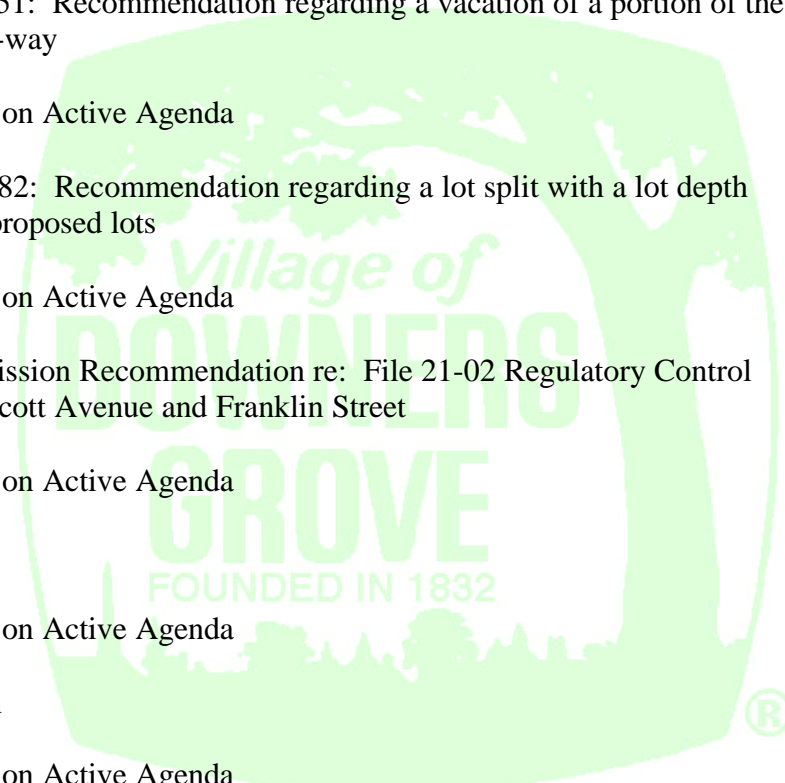 51: Recommendation regarding a vacation of a portion of the
-way
on Active Agenda
82: Recommendation regarding a lot split with a lot depth
proposed lots
on Active Agenda
ission Recommendation re: File 21-02 Regulatory Control
cott Avenue and Franklin Street
on Active Agenda
on Active Agenda
on Active Agenda
Village of
DOWNERS
GROVE
FOUNDED IN 1832
®